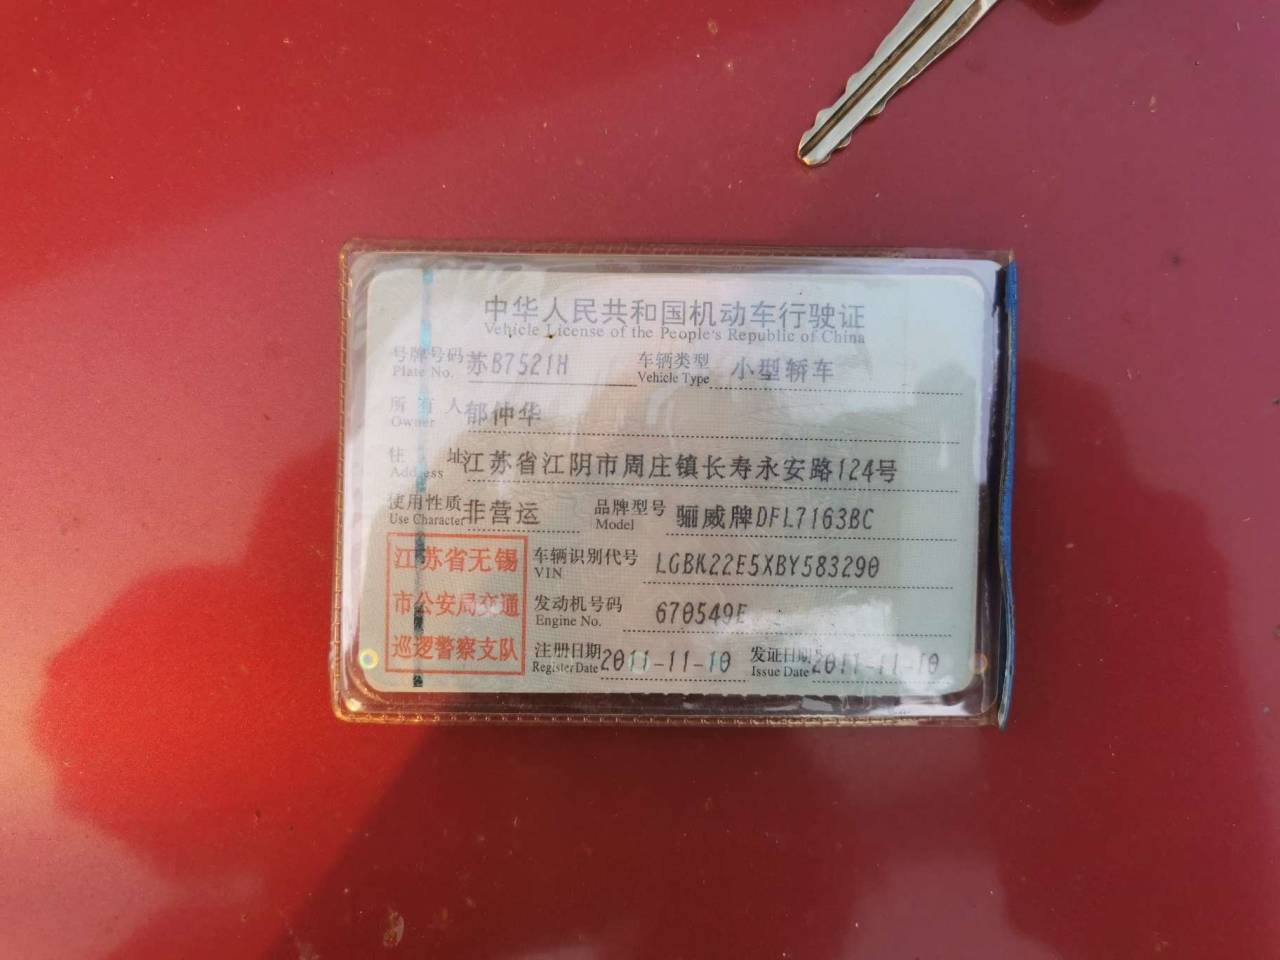 中华人民共和国机动车行驶证
Vehicle License of the People's Republic of China
号牌号码 苏B7521H 车辆类型 小型轿车
Plate No. Vehicle Type
所有人 郁仲华
Owner
住址 江苏省江阴市周庄镇长寿永安路124号
Address
使用性质 非营运 品牌型号 骊威牌DFL7163BC
Use Character Model
江苏省无锡
市公安局交通
巡逻警察支队
车辆识别代号 LGBK22E5XBY583290
VIN
发动机号码 670549E
Engine No.
注册日期 2011-11-10 发证日期 2011-11-10
Register Date Issue Date